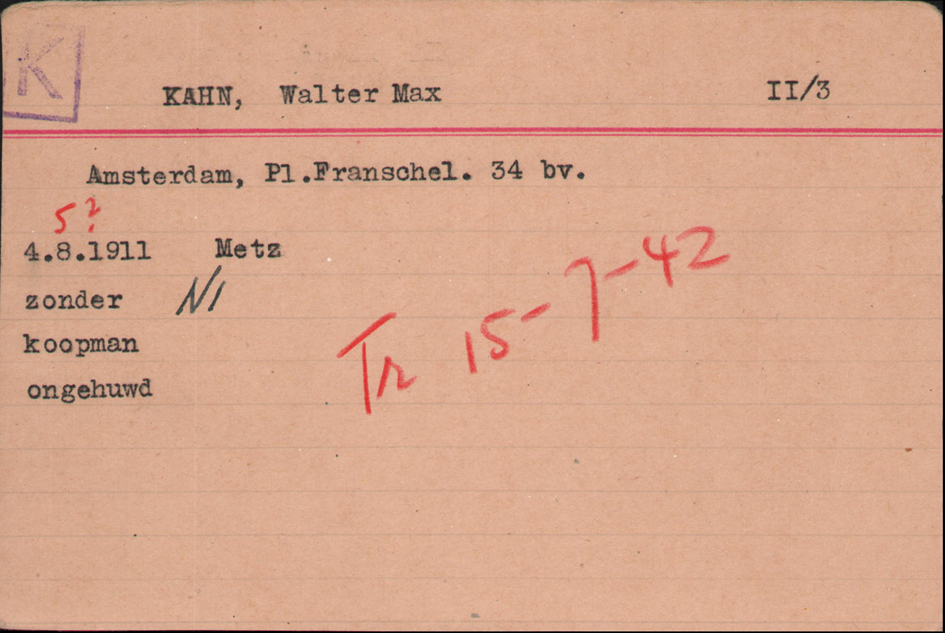 K
KAHN, Walter Max II/3
Amsterdam, Pl.Franschel. 34 bv.
5?
4.8.1911 Metz
zonder N1
koopman
ongehuwd
Tr 15-7-42